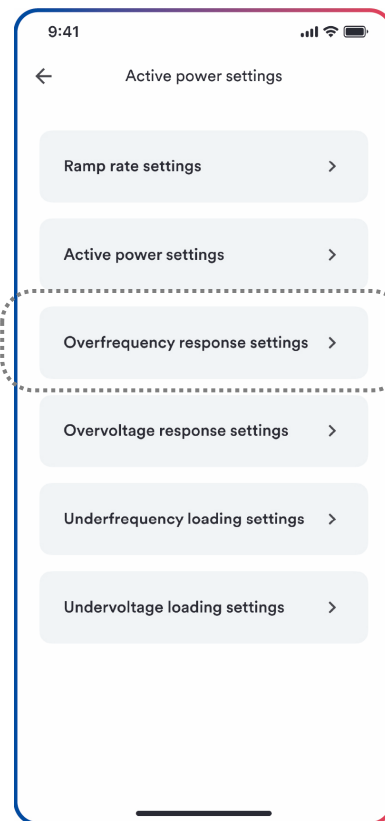 9:41
Active power settings
Ramp rate settings
Active power settings
Overfrequency response settings
Overvoltage response settings
Underfrequency loading settings
Undervoltage loading settings